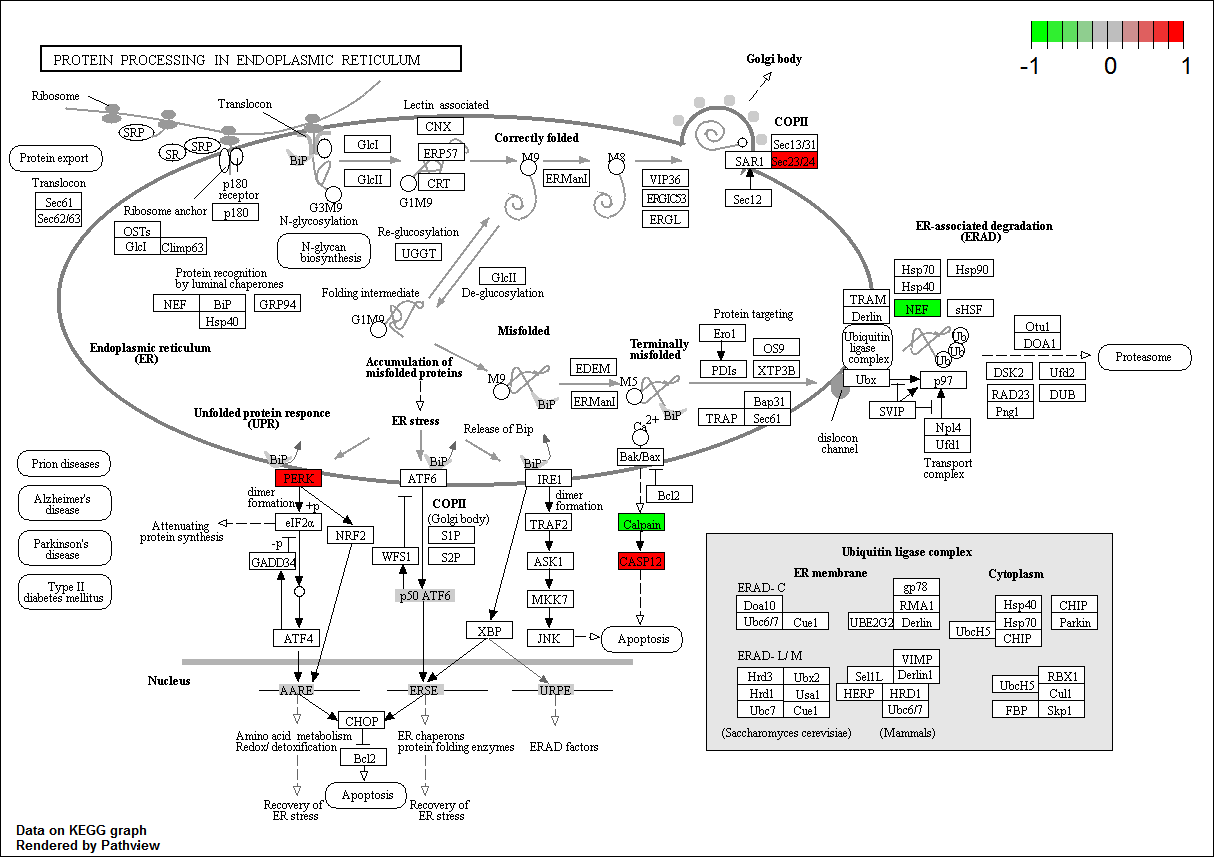 PROTEIN PROCESSING IN ENDOPLASMIC RETICULUM
-1 0 1
Golgi body
Ribosome
SRP
SR
SRP
Translocon
BiP
GlcI
GlcII
G3M9
N-glycosylation
N-glycan
biosynthesis
Lectin associated
CNX
ERP57
CRT
G1M9
Correctly folded
M9
ERManI
M8
VIP36
ERGIC53
ERGL
COPII
Sec13/31
SAR1
Sec23/24
Sec12
Protein export
Translocon
Sec61
Sec62/63
p180
receptor
p180
Ribosome anchor
OSTs
GlcI
Climp63
Protein recognition
by luminal chaperones
NEF
BiP
GRP94
Hsp40
Re-glucosylation
UGGT
GlcII
De-glucosylation
Folding intermediate
G1M9
Endoplasmic reticulum
(ER)
Misfolded
Accumulation of
misfolded proteins
M9
BiP
EDEM
ERManI
Terminally
misfolded
M5
BiP
Protein targeting
Ero1
PDIs
OS9
XTP3B
Bap31
TRAP
Sec61
ER-associated degradation
(ERAD)
Hsp70
Hsp90
Hsp40
NEF
sHSF
TRAM
Derlin
Ubiquitin
ligase
complex
Ub
Ub
Ub
Ubx
p97
SVIP
Npl4
Ufd1
Transport
complex
dislocon
channel
Otu1
DOA1
DSK2
Ufd2
RAD23
DUB
Png1
Proteasome
Unfolded protein responce
(UPR)
ER stress
Release of Bip
BiP
BiP
BiP
PERK
ATF6
IRE1
Ca2+
Bak/Bax
Bcl2
Calpain
CASP12
Apoptosis
dimer
formation
+p
eIF2α
Attenuating
protein synthesis
-p
GADD34
NRF2
ATF4
COPII
(Golgi body)
S1P
S2P
WFS1
p50 ATF6
dimer
formation
TRAF2
ASK1
MKK7
JNK
XBP
Prion diseases
Alzheimer's
disease
Parkinson's
disease
Type II
diabetes mellitus
Nucleus
AARE
ERSE
URPE
CHOP
Bcl2
Apoptosis
Amino acid metabolism
Redox/ detoxification
ER chaperons
protein folding enzymes
ERAD factors
Recovery of
ER stress
Recovery of
ER stress
Ubiquitin ligase complex
ER membrane
Cytoplasm
ERAD- C
Doa10
Ubc6/7
Cue1
gp78
RMA1
UBE2G2
Derlin
Hsp40
Hsp70
UbcH5
CHIP
CHIP
Parkin
ERAD- L/ M
Hrd3
Ubx2
Hrd1
Usa1
Ubc7
Cue1
VIMP
Sel1L
Derlin1
HERP
HRD1
Ubc6/7
RBX1
UbcH5
Cul1
FBP
Skp1
(Saccharomyces cerevisiae)
(Mammals)
Data on KEGG graph
Rendered by Pathview